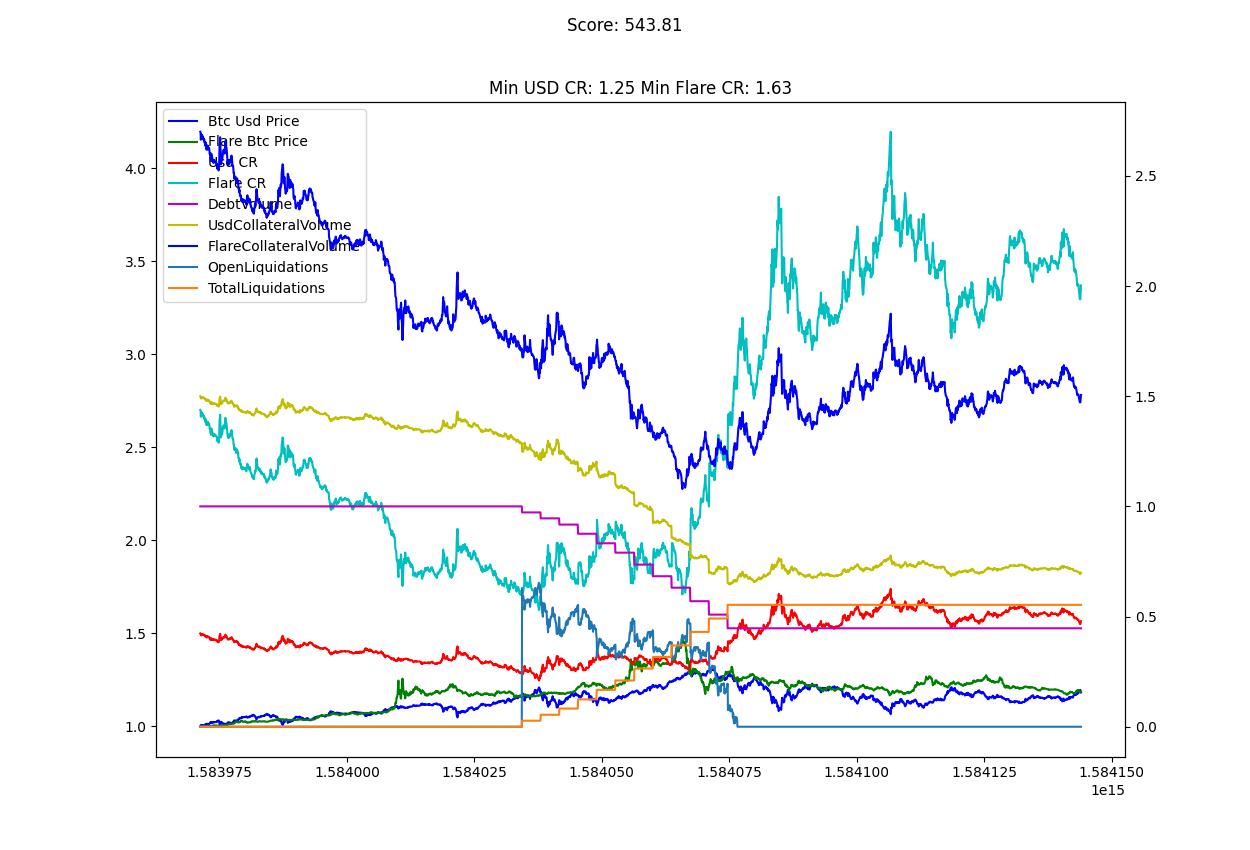 Score: 543.81
Min USD CR: 1.25 Min Flare CR: 1.63
Btc Usd Price
Flare Btc Price
Usd CR
Flare CR
DebtVolume
UsdCollateralVolume
FlareCollateralVolume
OpenLiquidations
TotalLiquidations
4.0
3.5
3.0
2.5
2.0
1.5
1.0
2.5
2.0
1.5
1.0
0.5
0.0
1.583975 1.584000 1.584025 1.584050 1.584075 1.584100 1.584125 1.584150
1e15